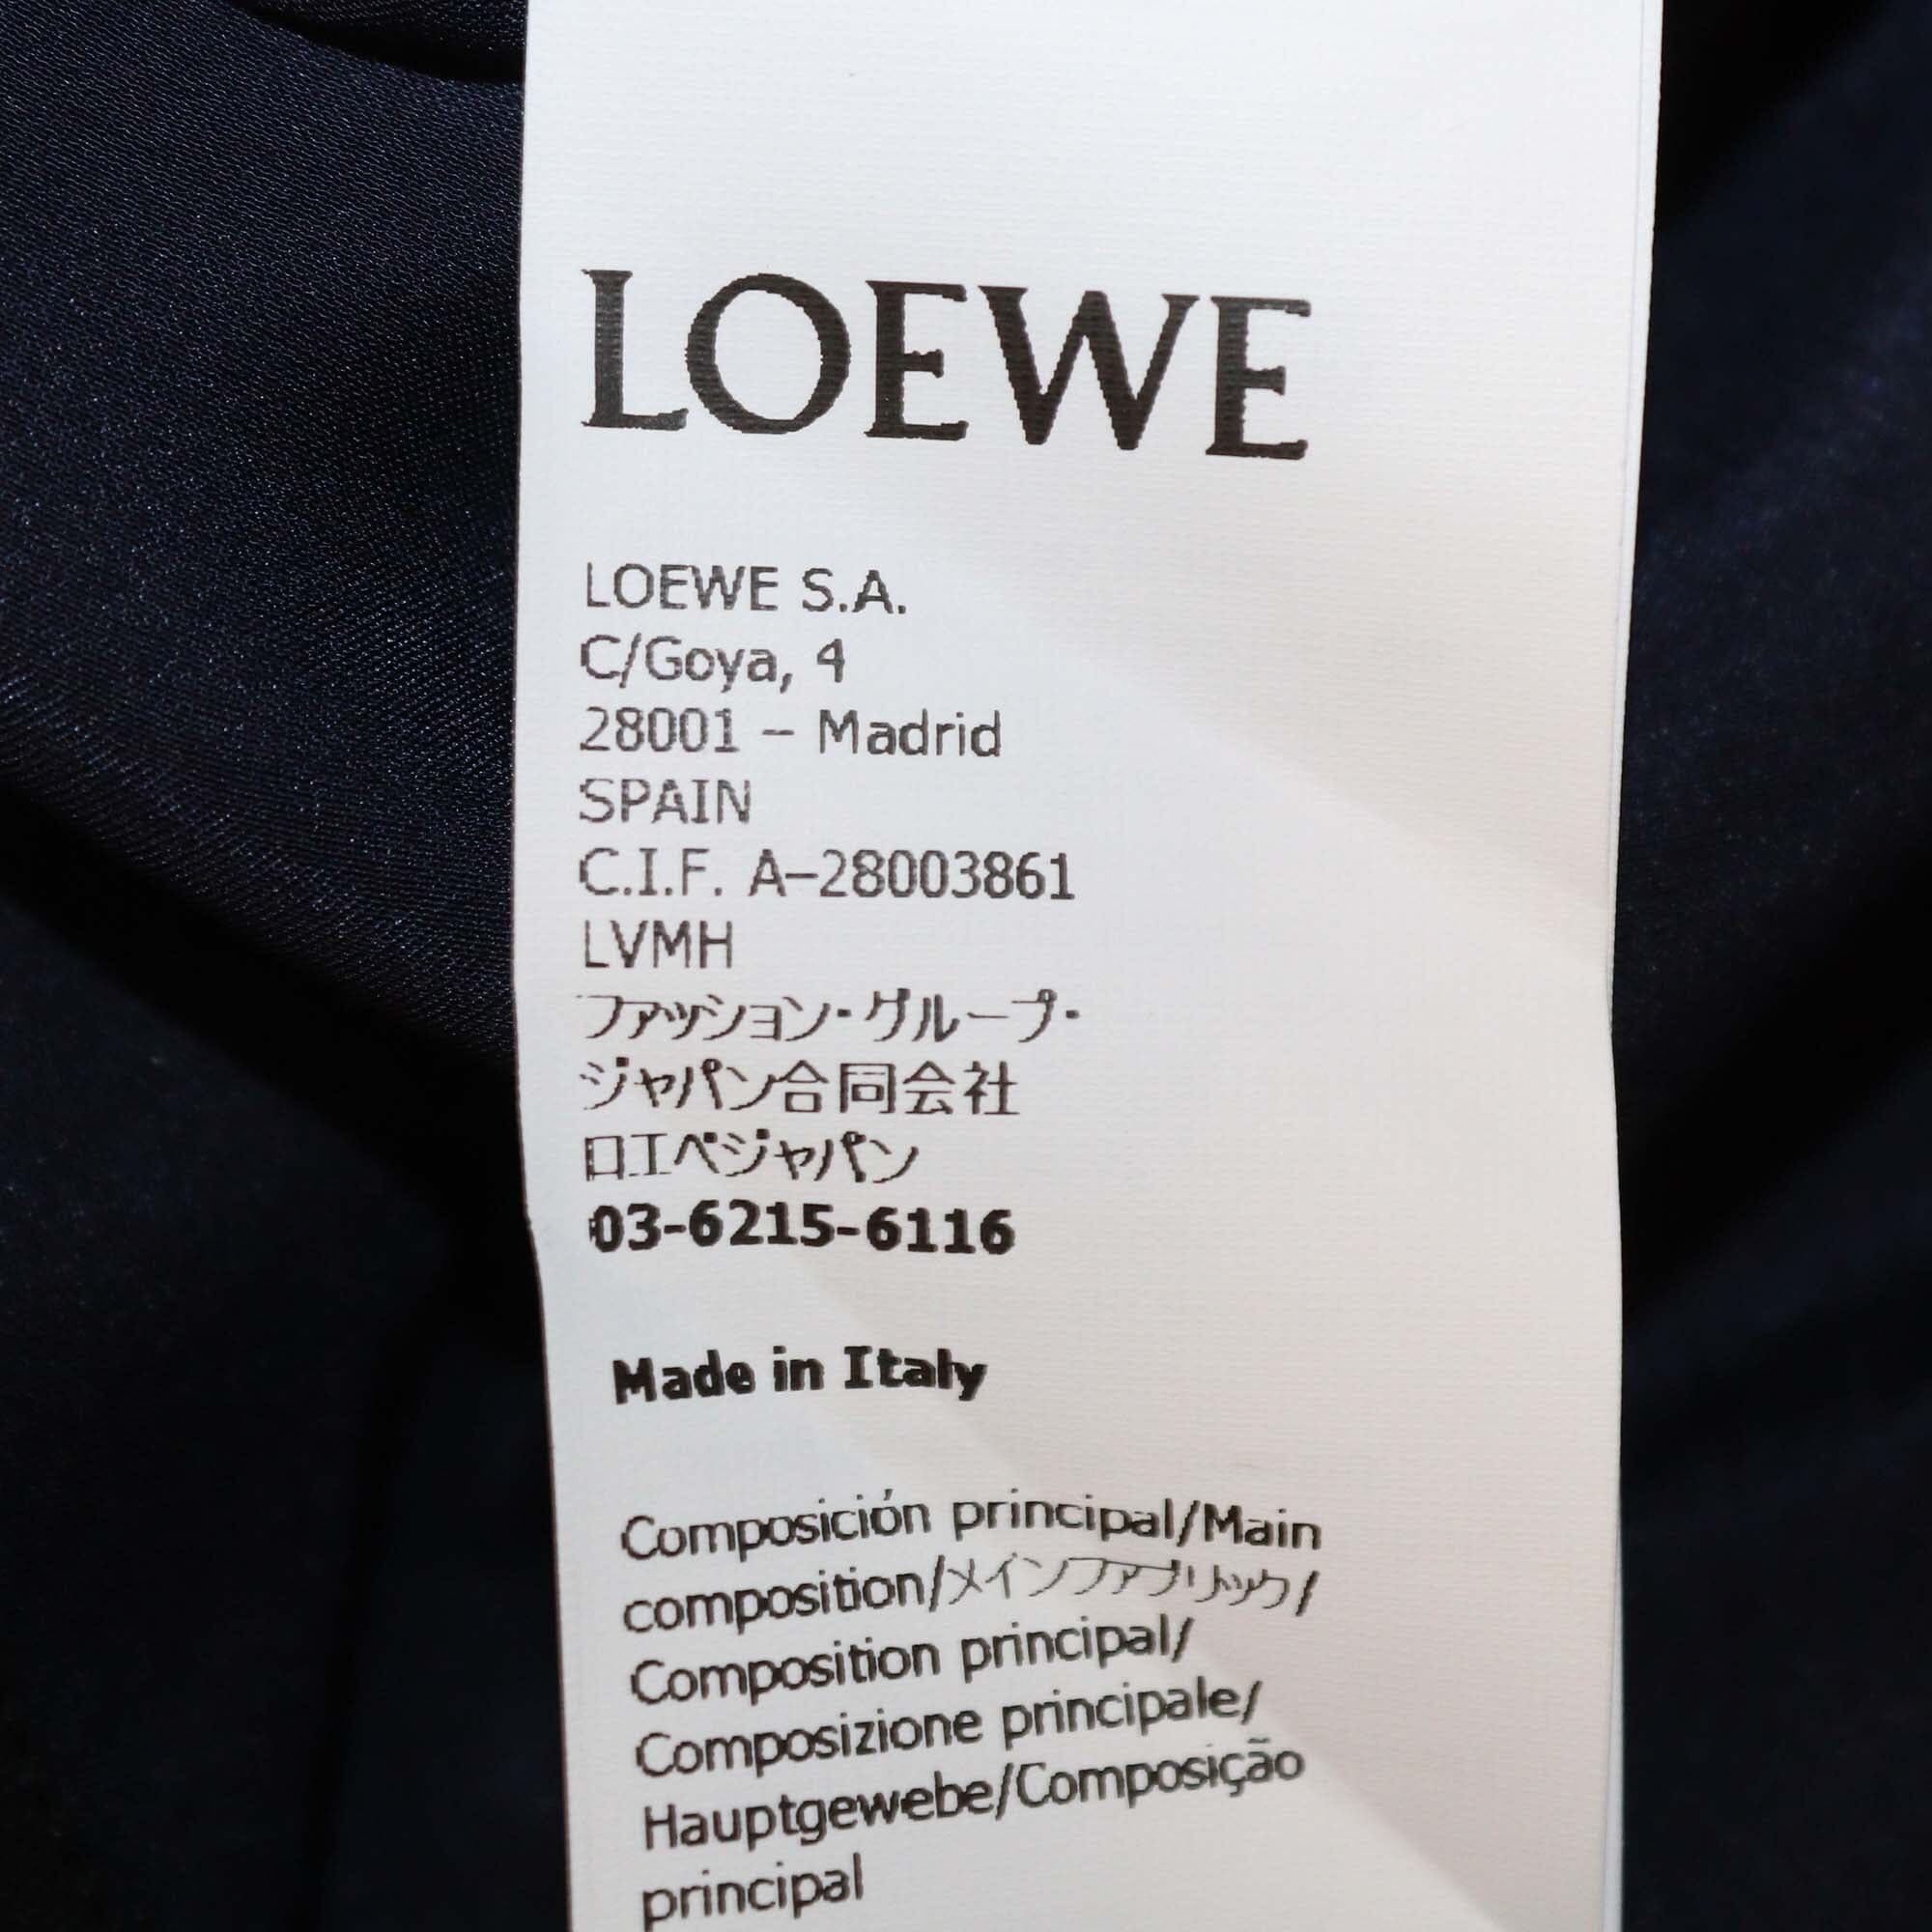 LOEWE
LOEWE S.A.
C/Goya, 4
28001 – Madrid
SPAIN
C.I.F. A–28003861
LVMH
ファッション・グループ・
ジャパン合同会社
ロエベジャパン
03-6215-6116
Made in Italy
Composición principal/Main
composition/メインファブリック/
Composition principal/
Composizione principale/
Hauptgewebe/Composição
principal